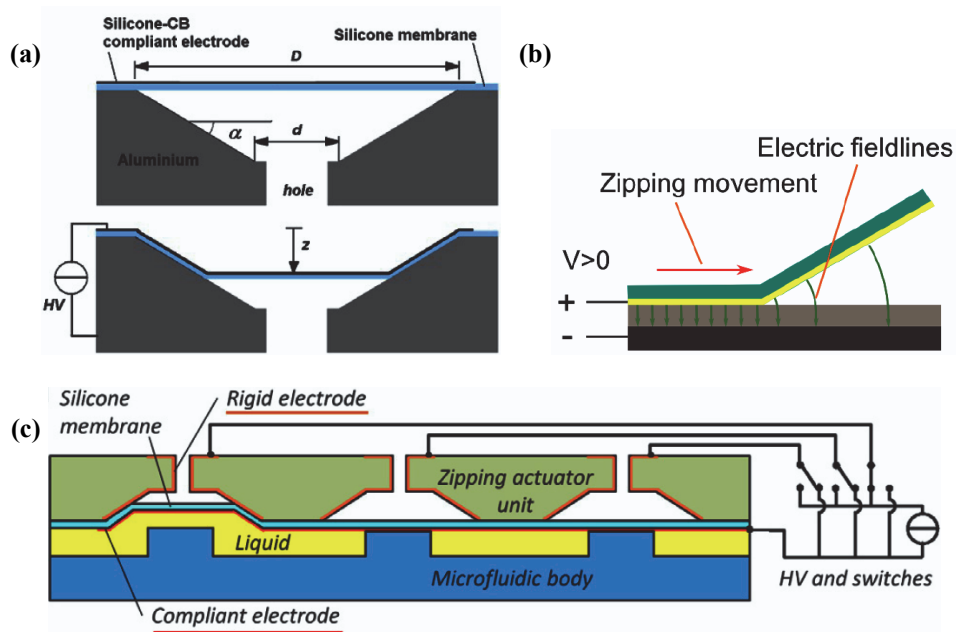 (a)
Silicone-CB
compliant electrode
Silicone membrane
D
α
d
Aluminium
hole
z
HV
(b)
Electric fieldlines
Zipping movement
V>0
+
-
(c)
Silicone
membrane
Rigid electrode
Zipping actuator
unit
Liquid
Microfluidic body
HV and switches
Compliant electrode